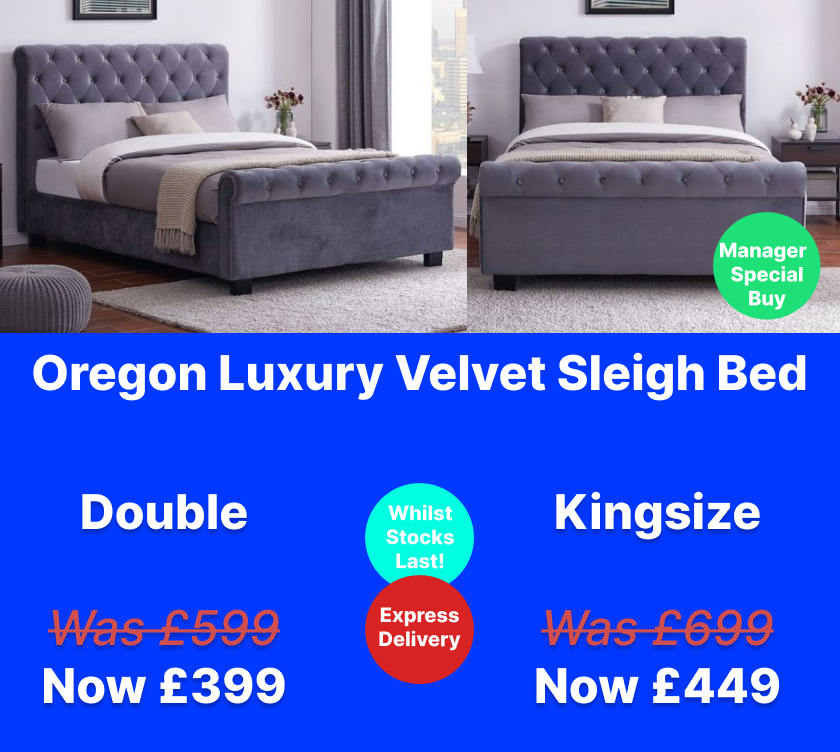 Manager
Special
Buy
Oregon Luxury Velvet Sleigh Bed
Double
Whilst
Stocks
Last!
Kingsize
Express
Delivery
Was £599
Now £399
Was £699
Now £449